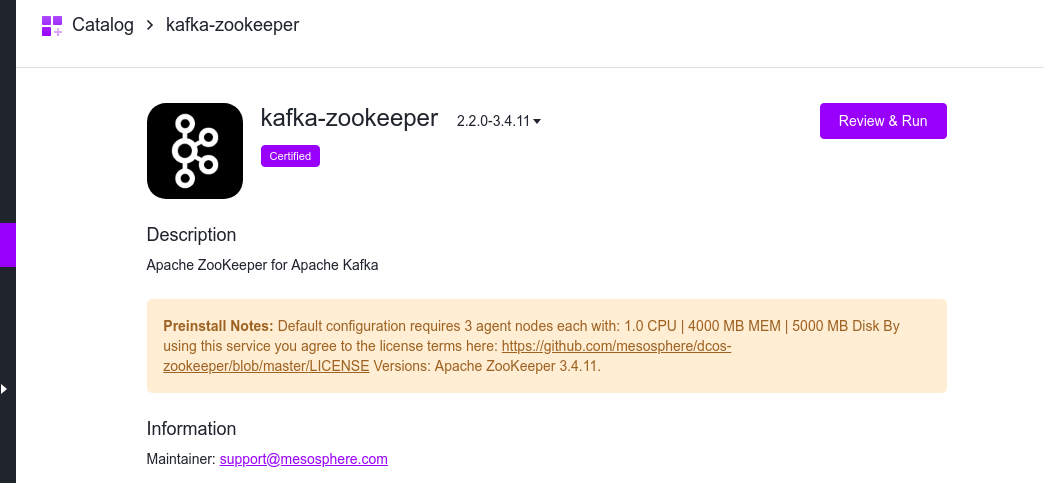 Catalog > kafka-zookeeper
kafka-zookeeper 2.2.0-3.4.11
Review & Run
Certified
Description
Apache ZooKeeper for Apache Kafka
Preinstall Notes: Default configuration requires 3 agent nodes each with: 1.0 CPU | 4000 MB MEM | 5000 MB Disk By
using this service you agree to the license terms here: https://github.com/mesosphere/dcos-
zookeeper/blob/master/LICENSE Versions: Apache ZooKeeper 3.4.11.
Information
Maintainer: support@mesosphere.com